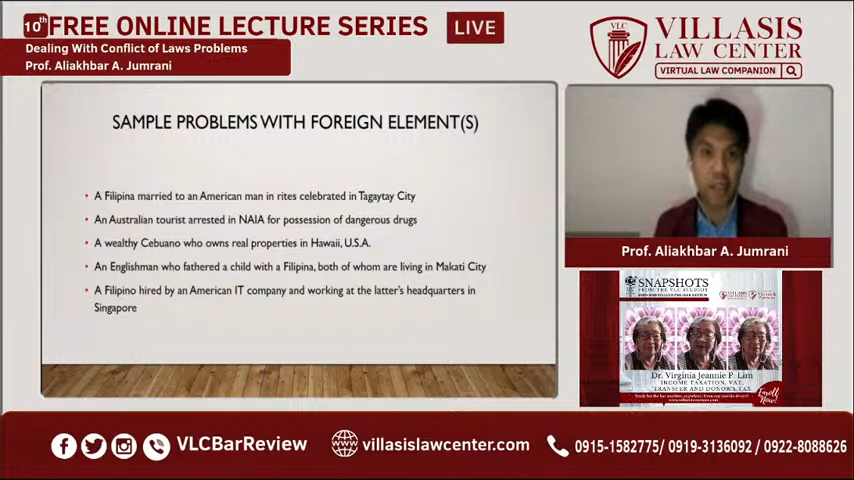 10th FREE ONLINE LECTURE SERIES
LIVE
Dealing With Conflict of Laws Problems
Prof. Aliakhbar A. Jumrani
VLC
VILLASIS
LAW CENTER
VIRTUAL LAW COMPANION
SAMPLE PROBLEMS WITH FOREIGN ELEMENT(S)
• A Filipina married to an American man in rites celebrated in Tagaytay City
• An Australian tourist arrested in NAIA for possession of dangerous drugs
• A wealthy Cebuano who owns real properties in Hawaii, U.S.A.
• An Englishman who fathered a child with a Filipina, both of whom are living in Makati City
• A Filipino hired by an American IT company and working at the latter's headquarters in
Singapore
Prof. Aliakhbar A. Jumrani
SNAPSHOTS
FROM THE VLC STUDIOS
Dr. Virginia Jeannie P. Lim
INCOME TAXATION, VAT,
TRANSFER AND DONOR'S TAX
Enroll
Now!
VLCBarReview
villasislawcenter.com
0915-1582775/ 0919-3136092 / 0922-8088626